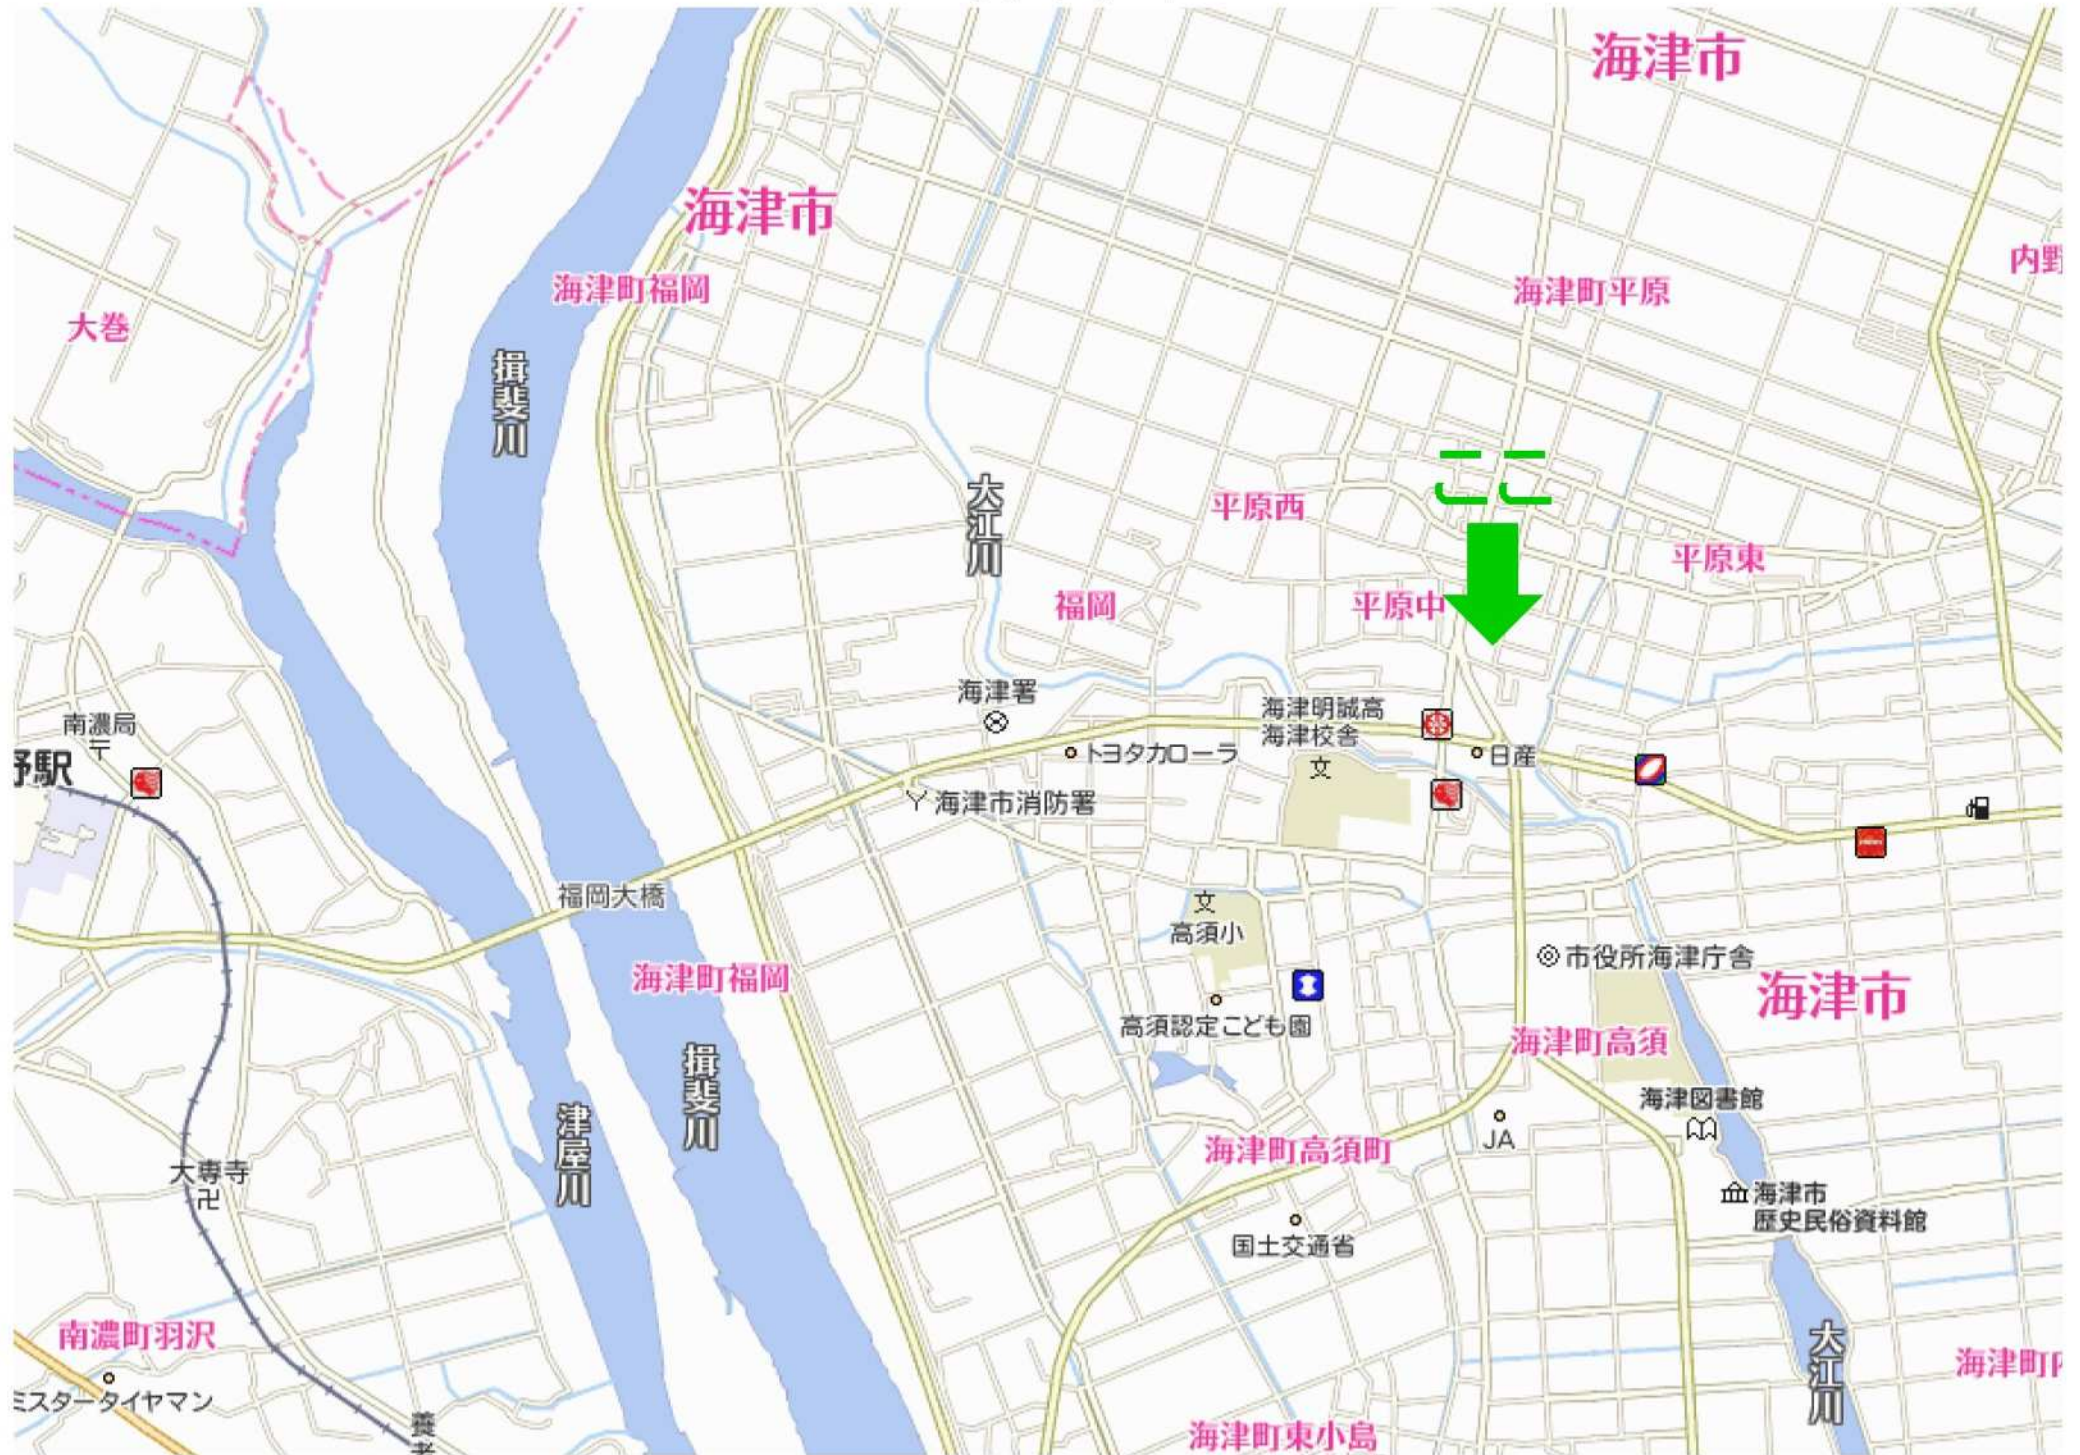 海津市
海津市
内野
海津町福岡
海津町平原
大巻
揖斐川
大江川
平原西
ここ
平原東
福岡
平原中
海津署
海津明誠高
海津校舎
南濃局
野駅
トヨタカローラ
日産
海津市消防署
福岡大橋
高須小
市役所海津庁舎
海津町福岡
海津市
高須認定こども園
海津町高須
揖斐川
海津図書館
津屋川
JA
海津町高須町
大専寺
海津市
歴史民俗資料館
国土交通省
南濃町羽沢
大江川
海津町
ミスタータイヤマン
養老
海津町東小島